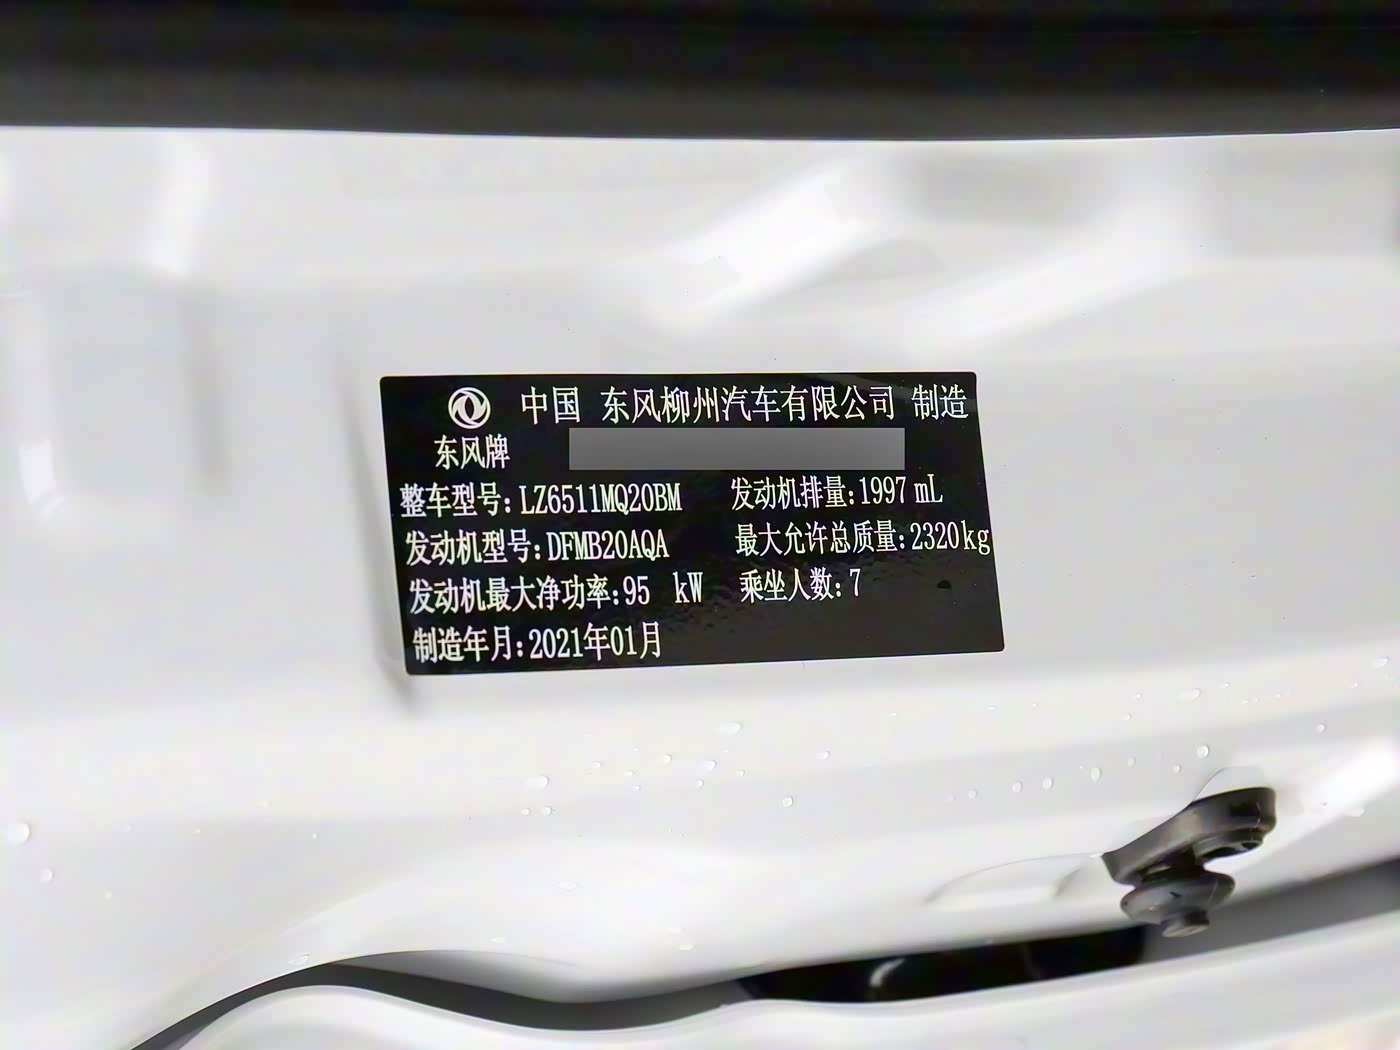 中国 东风柳州汽车有限公司 制造
东风牌
整车型号:LZ6511MQ20BM 发动机排量:1997 mL
发动机型号:DFMB20AQA 最大允许总质量:2320kg
发动机最大净功率:95 kW 乘坐人数:7
制造年月:2021年01月